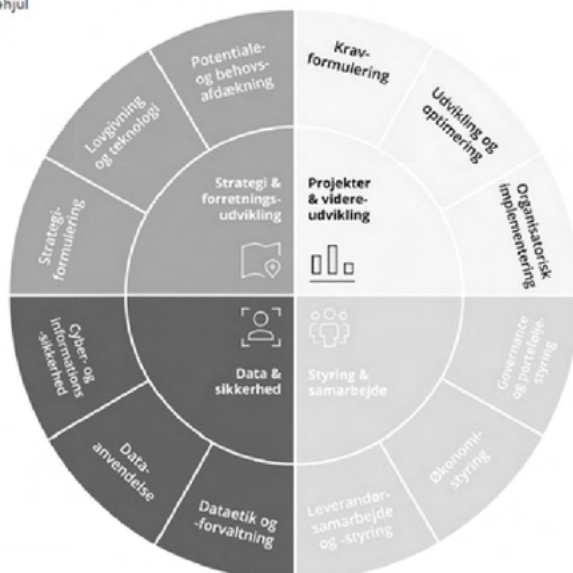 Potentiale-
og behovs-
afdækning
Krav-
formulering
Lovgivning
og teknologi
Udvikling og
optimering
Strategi-
formulering
Organisatorisk
implementering
Strategi &
forretnings-
udvikling
Projekter
& videre-
udvikling
Data &
sikkerhed
Styring &
samarbejde
Cyber- og
informations
-sikkerhed
Governance
og portefølje-
styring
Data-
anvendelse
Økonomi-
styring
Dataetik og
-forvaltning
Leverandør-
samarbejde
og -styring